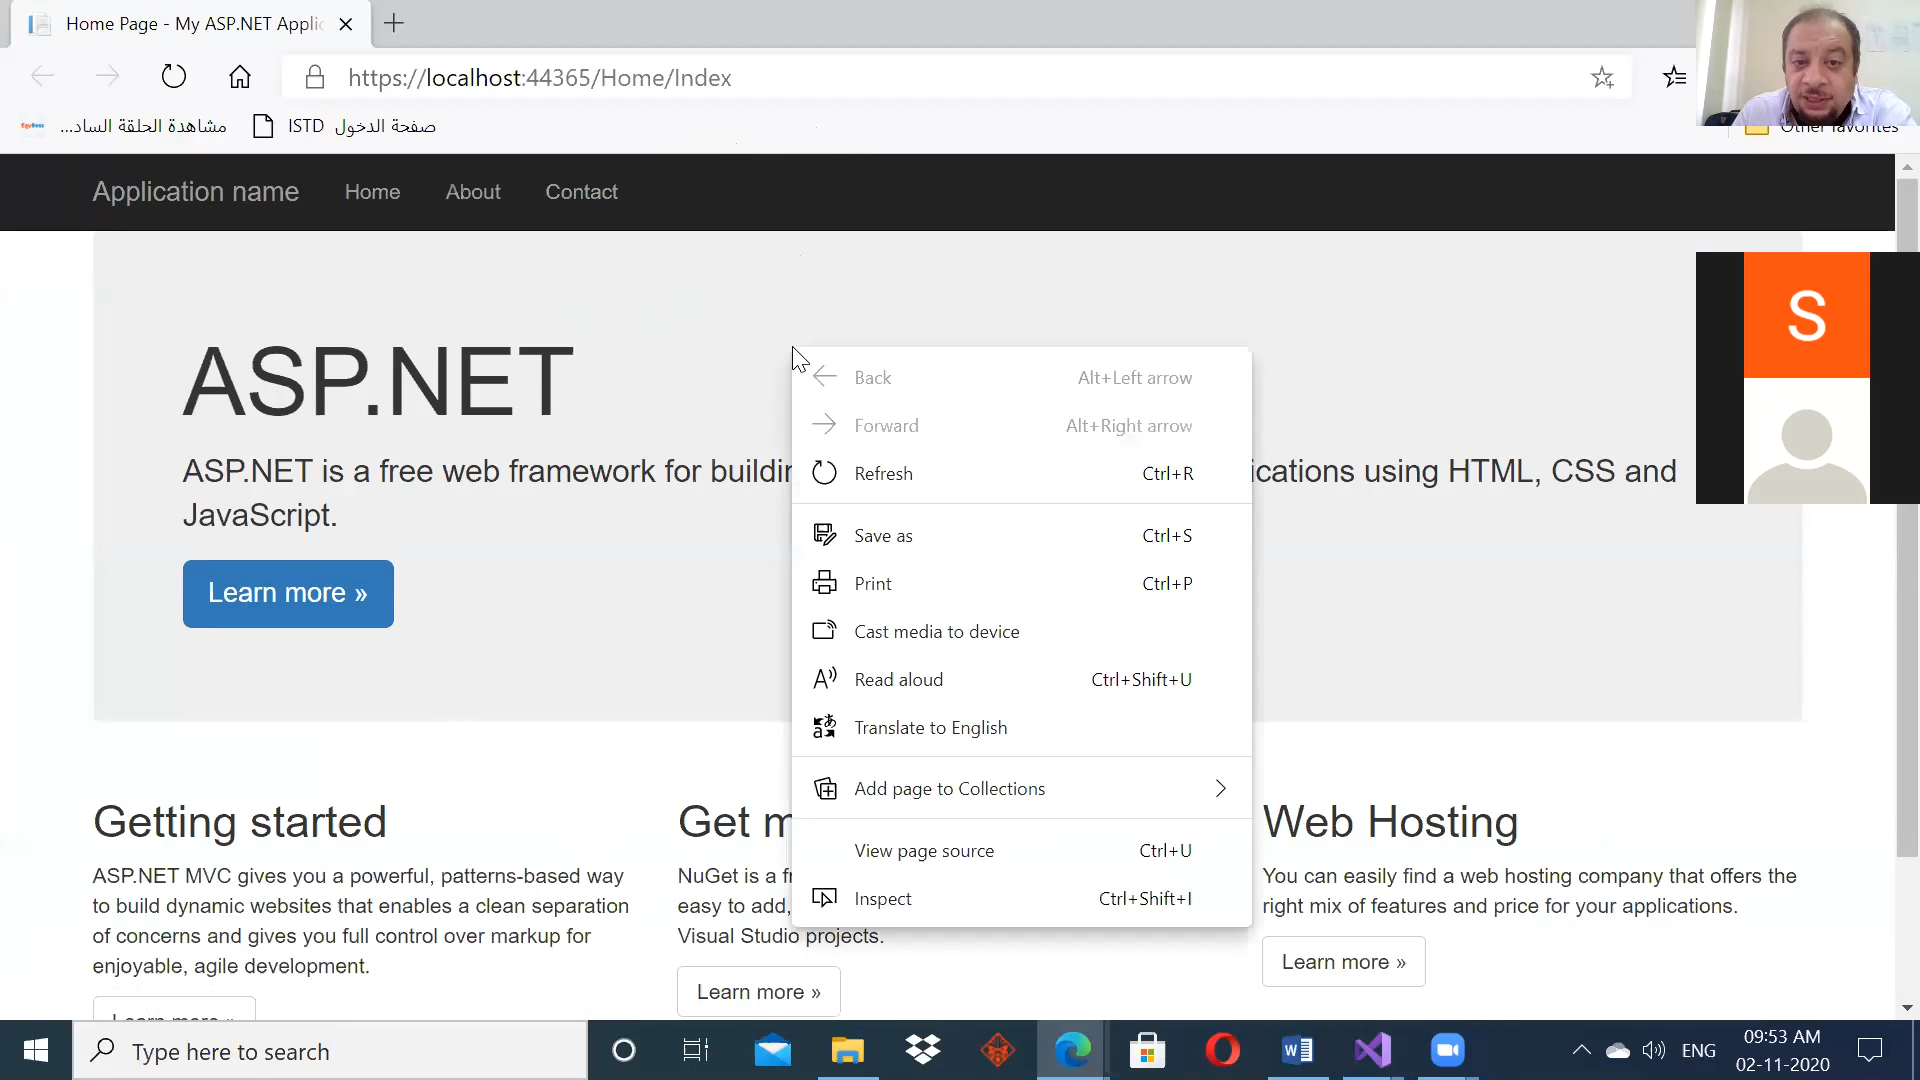 Home Page - My ASP.NET Applic
https://localhost:44365/Home/Index
مشاهدة الحلقة الساد...
ISTD صفحة الدخول
Other favorites
Application name
Home
About
Contact
S
ASP.NET
ASP.NET is a free web framework for buildin
ications using HTML, CSS and
JavaScript.
Learn more »
Back Alt+Left arrow
Forward Alt+Right arrow
Refresh Ctrl+R
Save as Ctrl+S
Print Ctrl+P
Cast media to device
Read aloud Ctrl+Shift+U
Translate to English
Add page to Collections
View page source Ctrl+U
Inspect Ctrl+Shift+I
Getting started
ASP.NET MVC gives you a powerful, patterns-based way
to build dynamic websites that enables a clean separation
of concerns and gives you full control over markup for
enjoyable, agile development.
Learn more »
Get m
NuGet is a fr
easy to add,
Visual Studio projects.
Learn more »
Web Hosting
You can easily find a web hosting company that offers the
right mix of features and price for your applications.
Learn more »
Type here to search
ENG
09:53 AM
02-11-2020